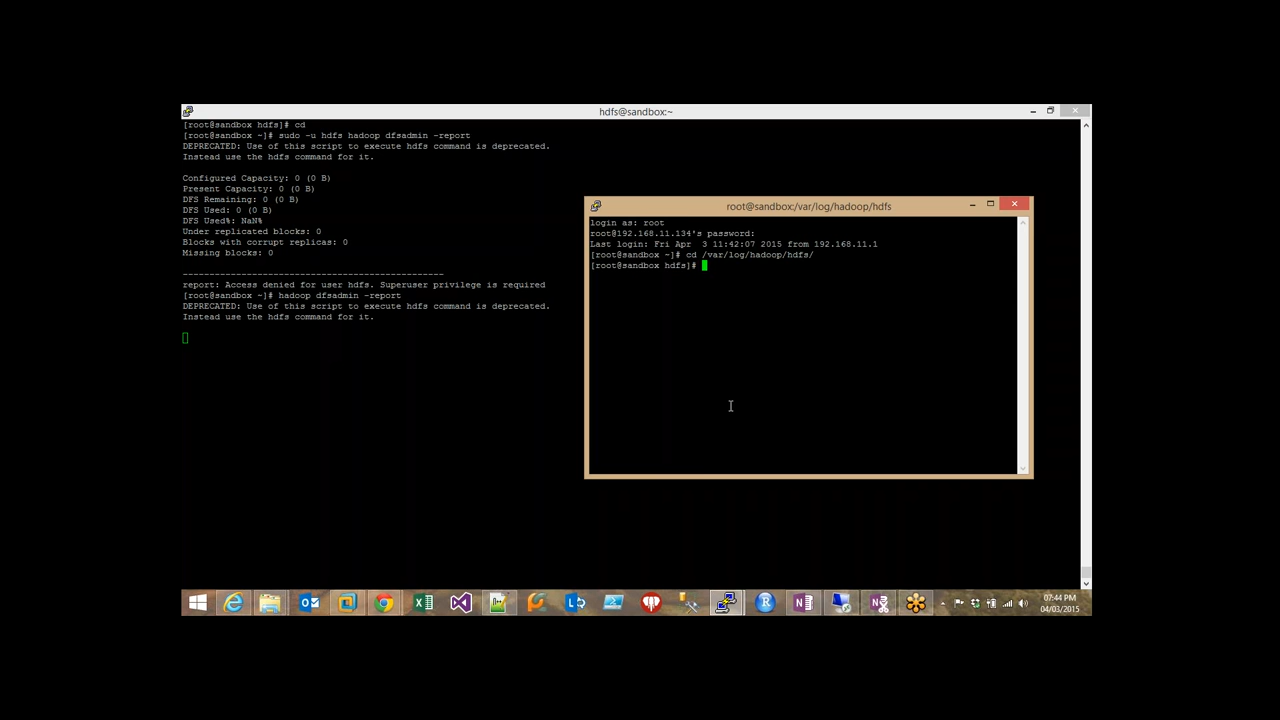 hdfs@sandbox:~
[root@sandbox hdfs]# cd
[root@sandbox ~]# sudo -u hdfs hadoop dfsadmin -report
DEPRECATED: Use of this script to execute hdfs command is deprecated.
Instead use the hdfs command for it.
Configured Capacity: 0 (0 B)
Present Capacity: 0 (0 B)
DFS Remaining: 0 (0 B)
DFS Used: 0 (0 B)
DFS Used%: NaN%
Under replicated blocks: 0
Blocks with corrupt replicas: 0
Missing blocks: 0
-------------------------------------------------
report: Access denied for user hdfs. Superuser privilege is required
[root@sandbox ~]# hadoop dfsadmin -report
DEPRECATED: Use of this script to execute hdfs command is deprecated.
Instead use the hdfs command for it.
root@sandbox:/var/log/hadoop/hdfs
login as: root
root@192.168.11.134's password:
Last login: Fri Apr  3 11:42:07 2015 from 192.168.11.1
[root@sandbox ~]# cd /var/log/hadoop/hdfs/
[root@sandbox hdfs]#
07:44 PM
04/03/2015